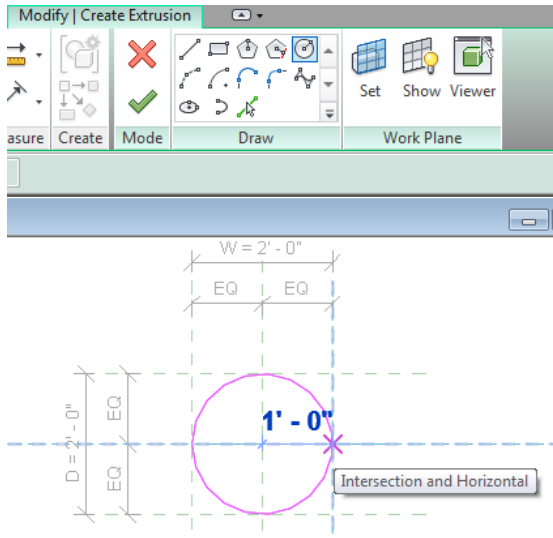 Modify | Create Extrusion
Set Show Viewer
asure Create Mode Draw Work Plane
W = 2' - 0"
EQ EQ
D = 2' - 0"
EQ
EQ
1' - 0"
Intersection and Horizontal